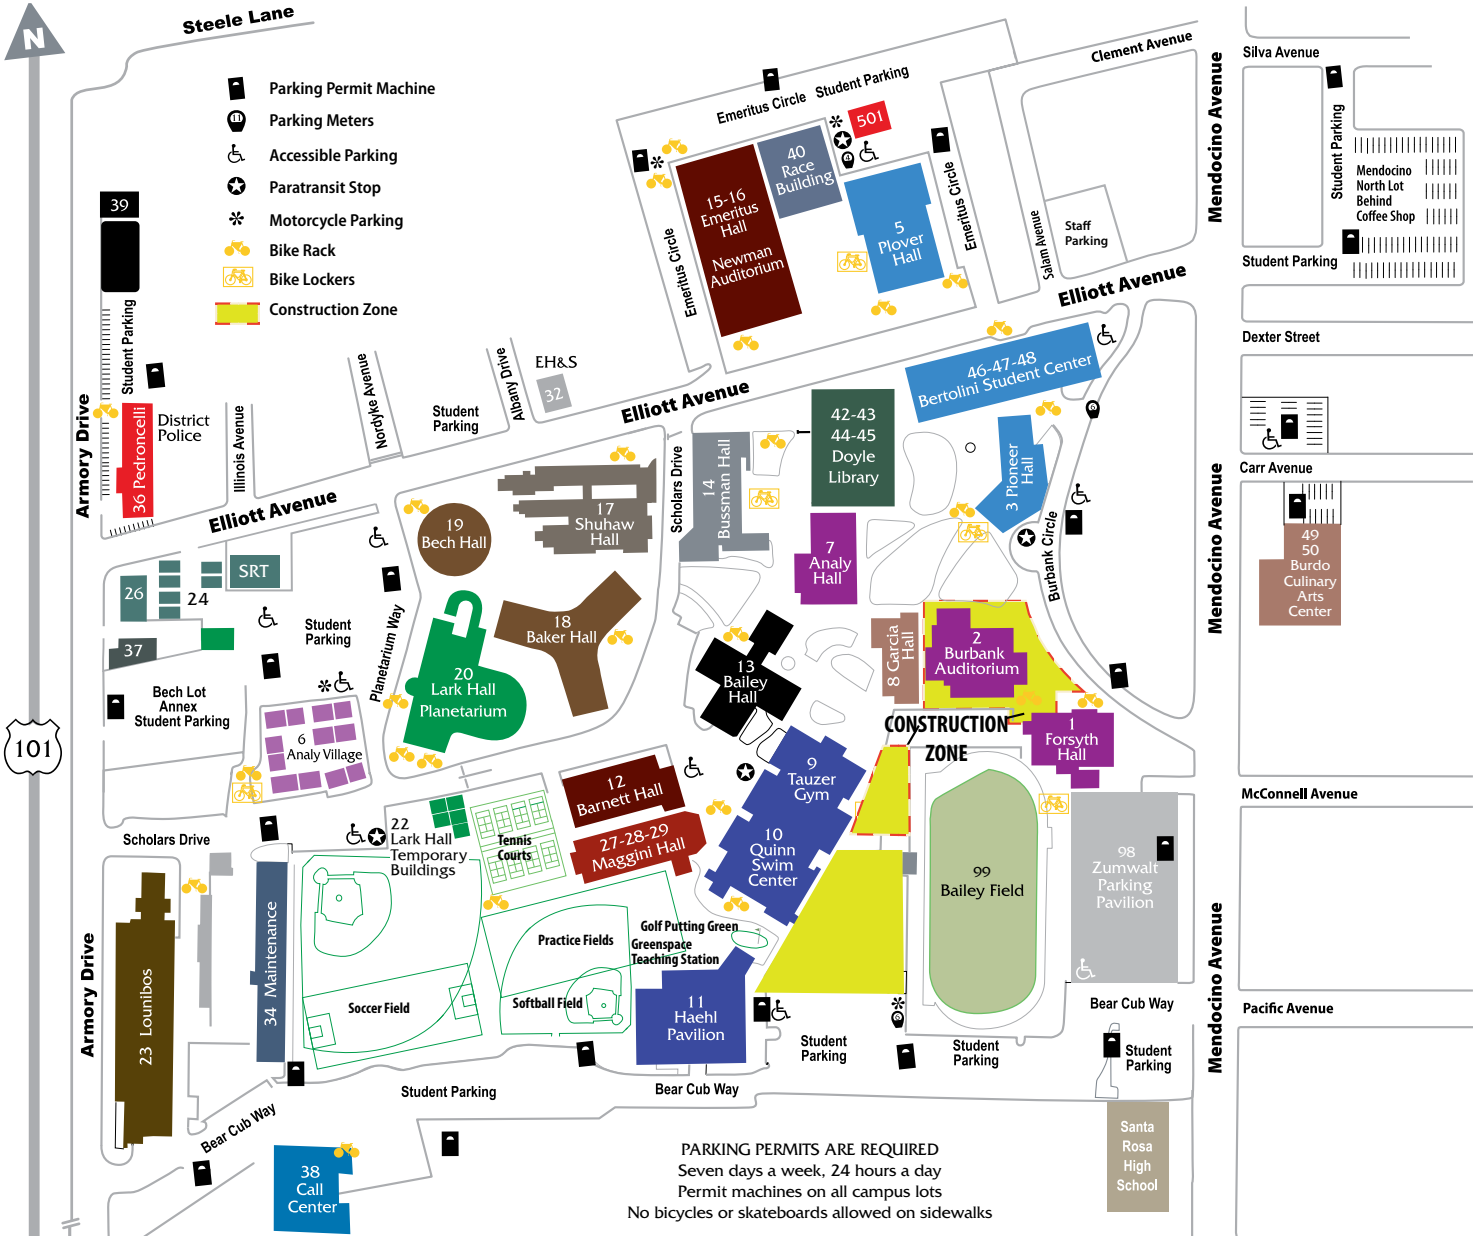 Steele Lane
N
Parking Permit Machine
11
Parking Meters
Accessible Parking
Paratransit Stop
Motorcycle Parking
Bike Rack
Bike Lockers
Construction Zone
Emeritus Circle
Student Parking
501
Clement Avenue
Mendocino Avenue
Silva Avenue
Student Parking
Mendocino
North Lot
Behind
Coffee Shop
Student Parking
40
Race
Building
15-16
Emeritus
Hall
Newman
Auditorium
5
Plover
Hall
Emeritus Circle
Emeritus Circle
Salam Avenue
Staff
Parking
Elliott Avenue
Dexter Street
39
Student Parking
Armory Drive
36 Pedroncelli
District
Police
Illinois Avenue
Nordyke Avenue
Student
Parking
Albany Drive
EH&S
32
Elliott Avenue
46-47-48
Bertolini Student Center
42-43
44-45
Doyle
Library
3 Pioneer
Hall
Carr Avenue
Mendocino Avenue
49
50
Burdo
Culinary
Arts
Center
Elliott Avenue
Scholars Drive
14
Bussman Hall
17
Shuhaw
Hall
19
Bech Hall
7
Analy
Hall
Burbank Circle
SRT
26
24
37
Student
Parking
Planetarium Way
18
Baker Hall
20
Lark Hall
Planetarium
8 Garcia
Hall
2
Burbank
Auditorium
13
Bailey
Hall
Bech Lot
Annex
Student Parking
101
6
Analy Village
CONSTRUCTION
ZONE
1
Forsyth
Hall
9
Tauzer
Gym
12
Barnett Hall
27-28-29
Maggini Hall
10
Quinn
Swim
Center
McConnell Avenue
Scholars Drive
22
Lark Hall
Temporary
Buildings
Tennis
Courts
99
Bailey Field
98
Zumwalt
Parking
Pavilion
Armory Drive
23 Lounibos
34 Maintenance
Practice Fields
Golf Putting Green
Greenspace
Teaching Station
Soccer Field
Softball Field
11
Haehl
Pavilion
Mendocino Avenue
Bear Cub Way
Pacific Avenue
Student
Parking
Student
Parking
Student
Parking
Student Parking
Bear Cub Way
Bear Cub Way
Santa
Rosa
High
School
38
Call
Center
PARKING PERMITS ARE REQUIRED
Seven days a week, 24 hours a day
Permit machines on all campus lots
No bicycles or skateboards allowed on sidewalks